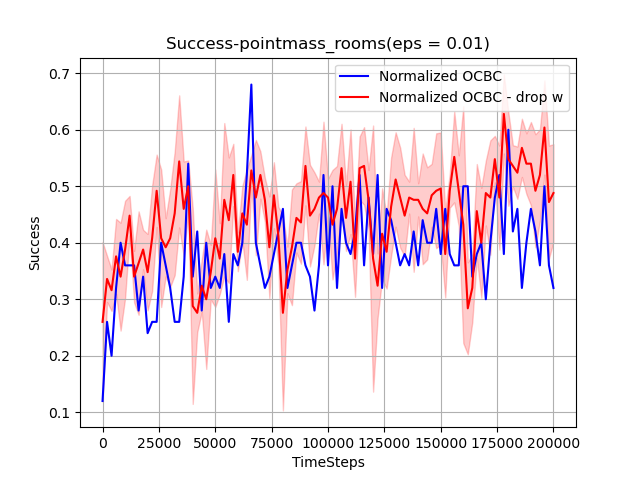 Success-pointmass_rooms(eps = 0.01)
Normalized OCBC
Normalized OCBC - drop w
0.7
0.6
0.5
0.4
0.3
0.2
0.1
Success
0 25000 50000 75000 100000 125000 150000 175000 200000
TimeSteps